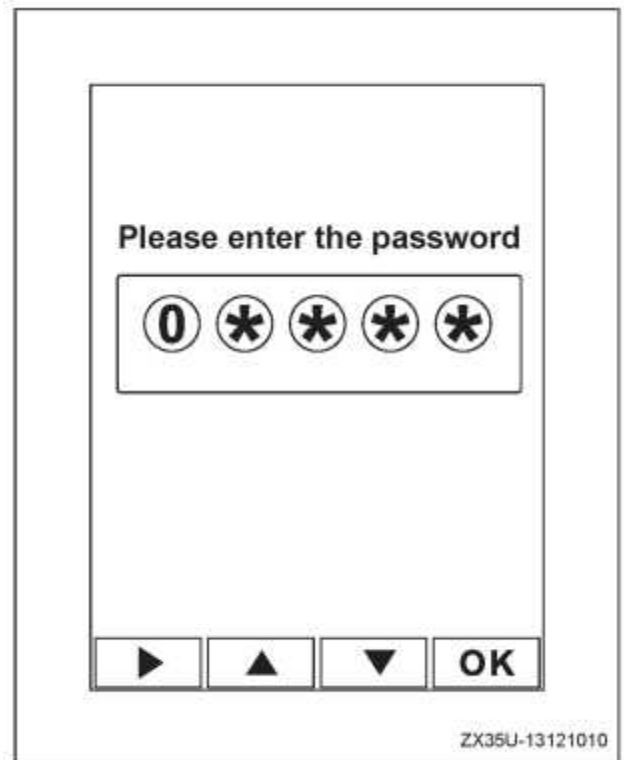 Please enter the password
0 * * * *
▶ ▲ ▼ OK
ZX35U-13121010